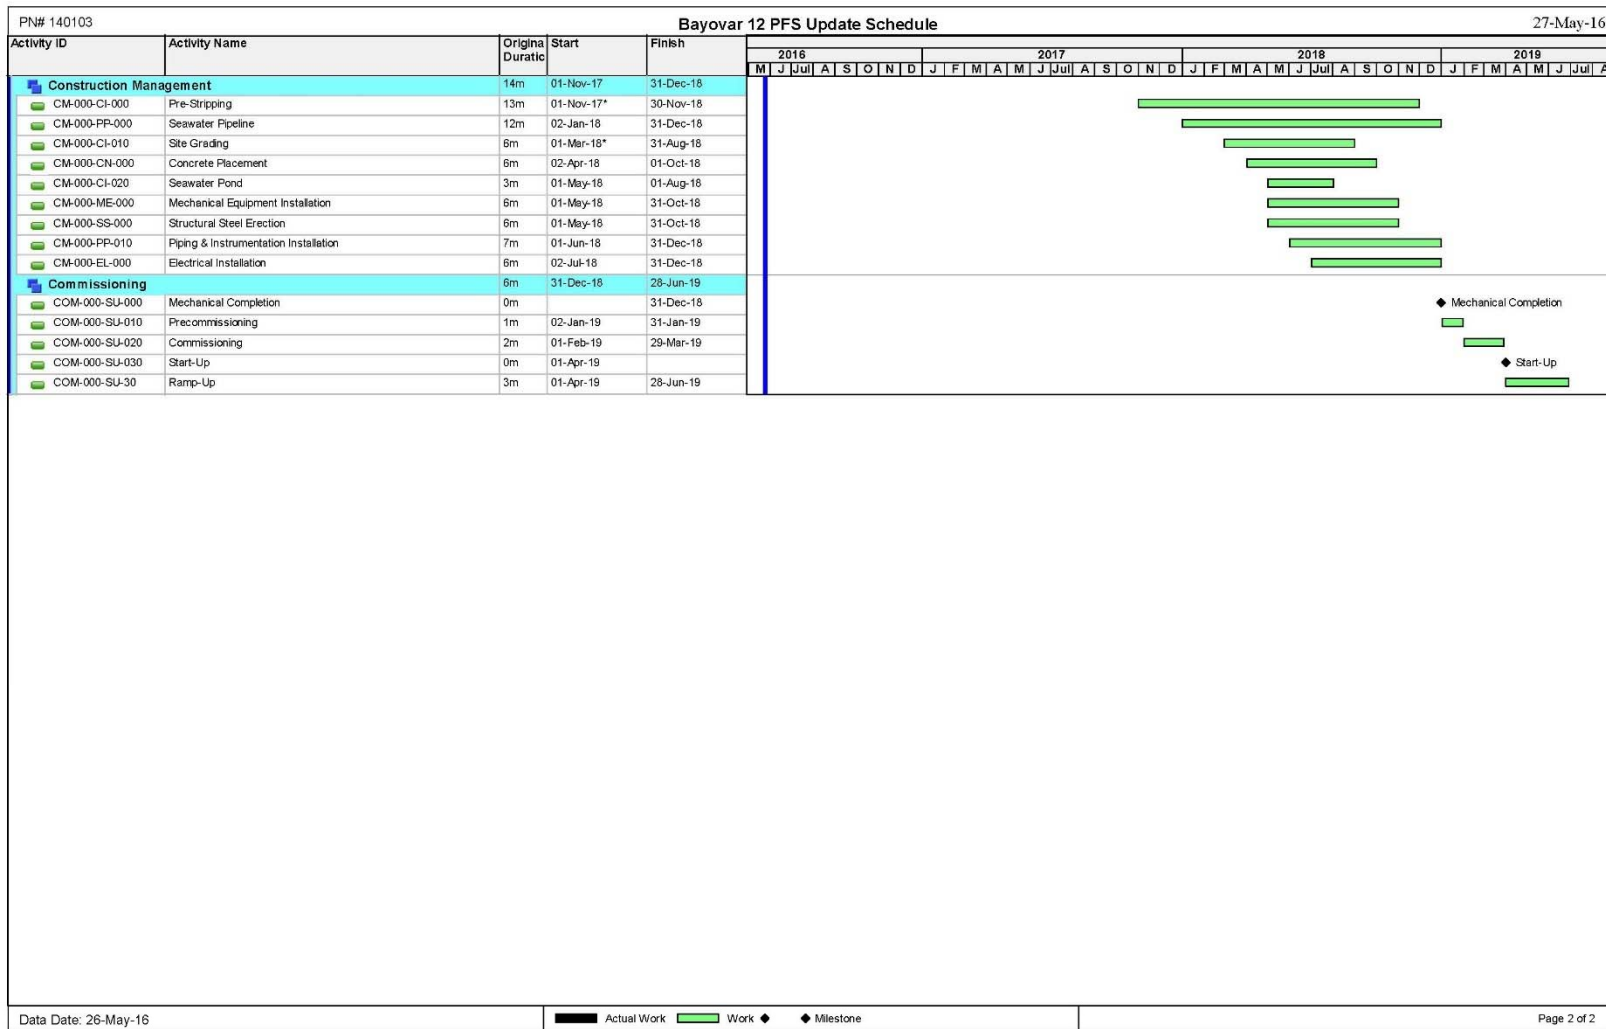 PN# 140103 Bayovar 12 PFS Update Schedule 27-May-16
Activity ID Activity Name Origina Start Finish
Duratic
2016 2017 2018 2019
M J Jul A S O N D J F M A M J Jul A S O N D J F M A M J Jul A S O N D J F M A M J Jul A
Construction Management 14m 01-Nov-17 31-Dec-18
CM-000-CI-000 Pre-Stripping 13m 01-Nov-17* 30-Nov-18
CM-000-PP-000 Seawater Pipeline 12m 02-Jan-18 31-Dec-18
CM-000-CI-010 Site Grading 6m 01-Mar-18* 31-Aug-18
CM-000-CN-000 Concrete Placement 6m 02-Apr-18 01-Oct-18
CM-000-CI-020 Seawater Pond 3m 01-May-18 01-Aug-18
CM-000-ME-000 Mechanical Equipment Installation 6m 01-May-18 31-Oct-18
CM-000-SS-000 Structural Steel Erection 6m 01-May-18 31-Oct-18
CM-000-PP-010 Piping & Instrumentation Installation 7m 01-Jun-18 31-Dec-18
CM-000-EL-000 Electrical Installation 6m 02-Jul-18 31-Dec-18
Commissioning 6m 31-Dec-18 28-Jun-19
COM-000-SU-000 Mechanical Completion 0m 31-Dec-18 Mechanical Completion
COM-000-SU-010 Precommissioning 1m 02-Jan-19 31-Jan-19
COM-000-SU-020 Commissioning 2m 01-Feb-19 29-Mar-19
COM-000-SU-030 Start-Up 0m 01-Apr-19 Start-Up
COM-000-SU-30 Ramp-Up 3m 01-Apr-19 28-Jun-19
Data Date: 26-May-16 Actual Work Work Milestone Page 2 of 2